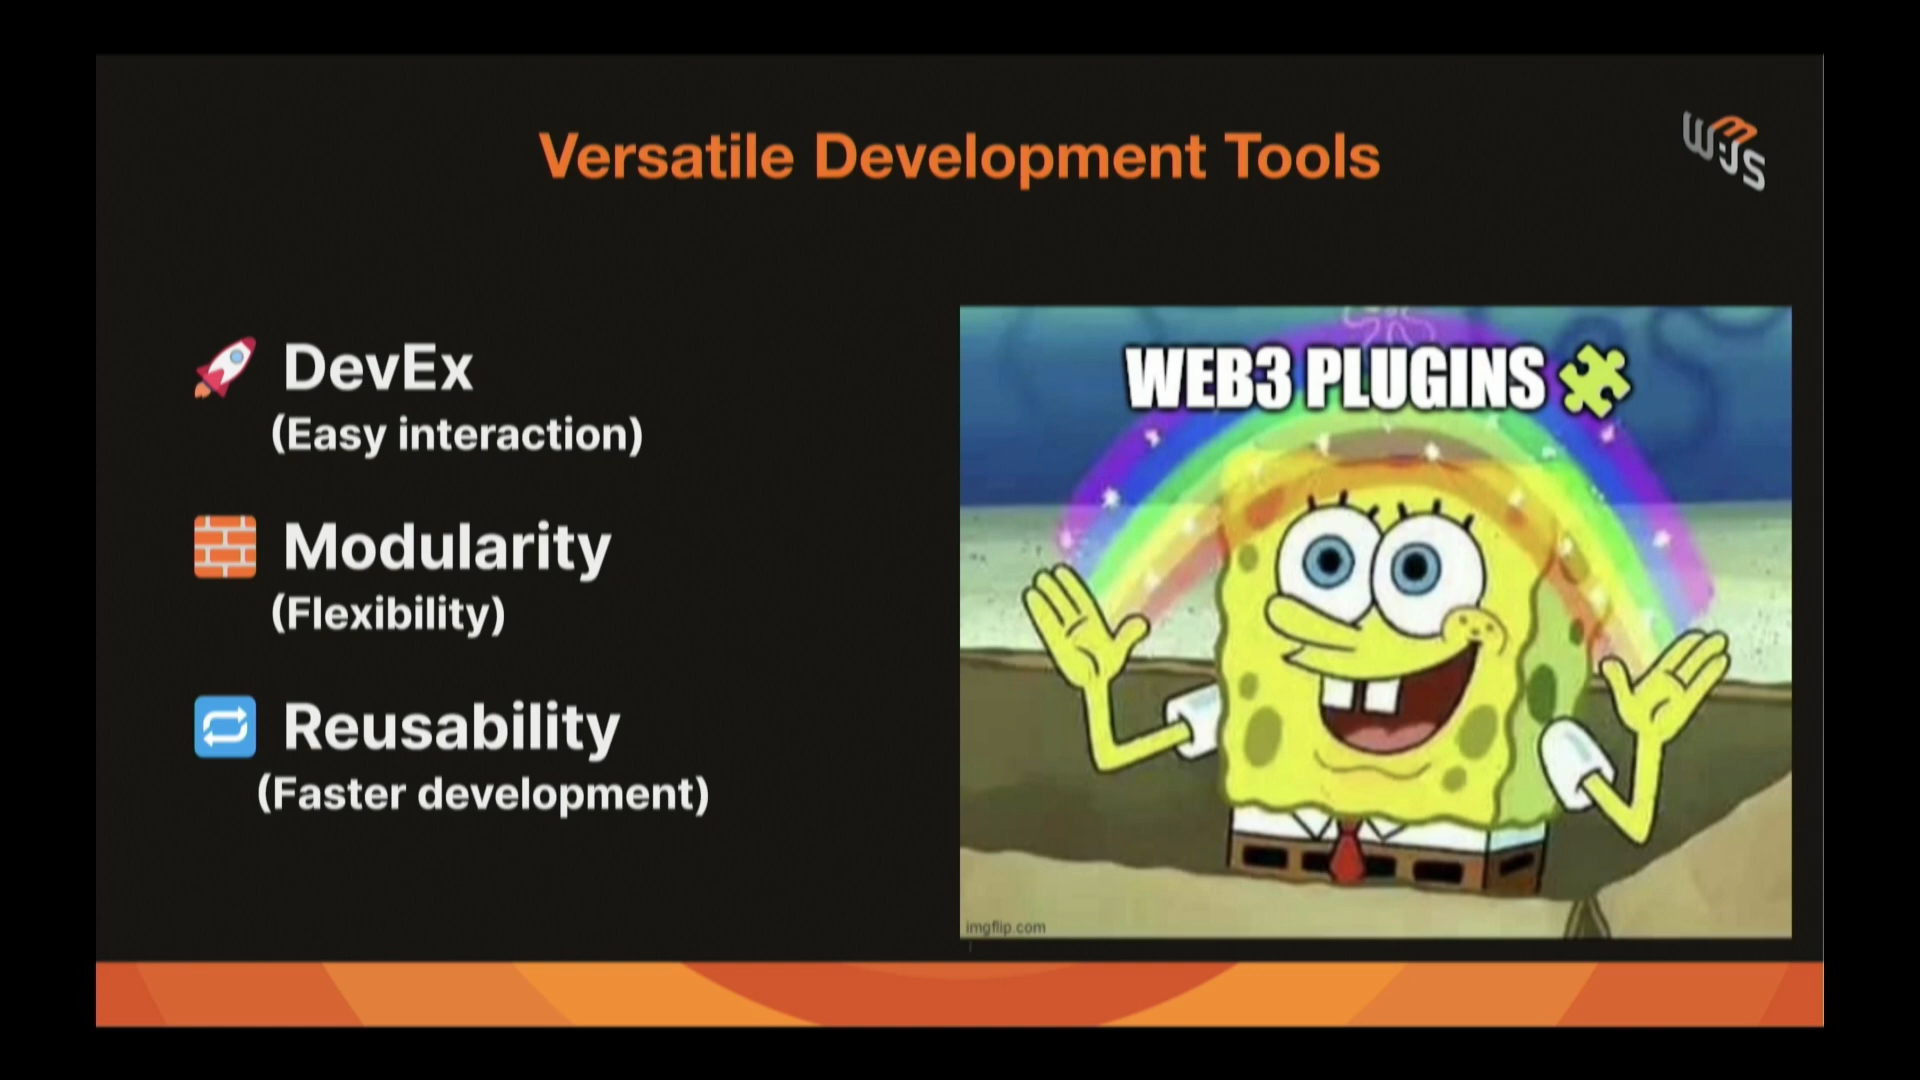 Versatile Development Tools
W3JS
DevEx
(Easy interaction)
Modularity
(Flexibility)
Reusability
(Faster development)
WEB3 PLUGINS
imgflip.com